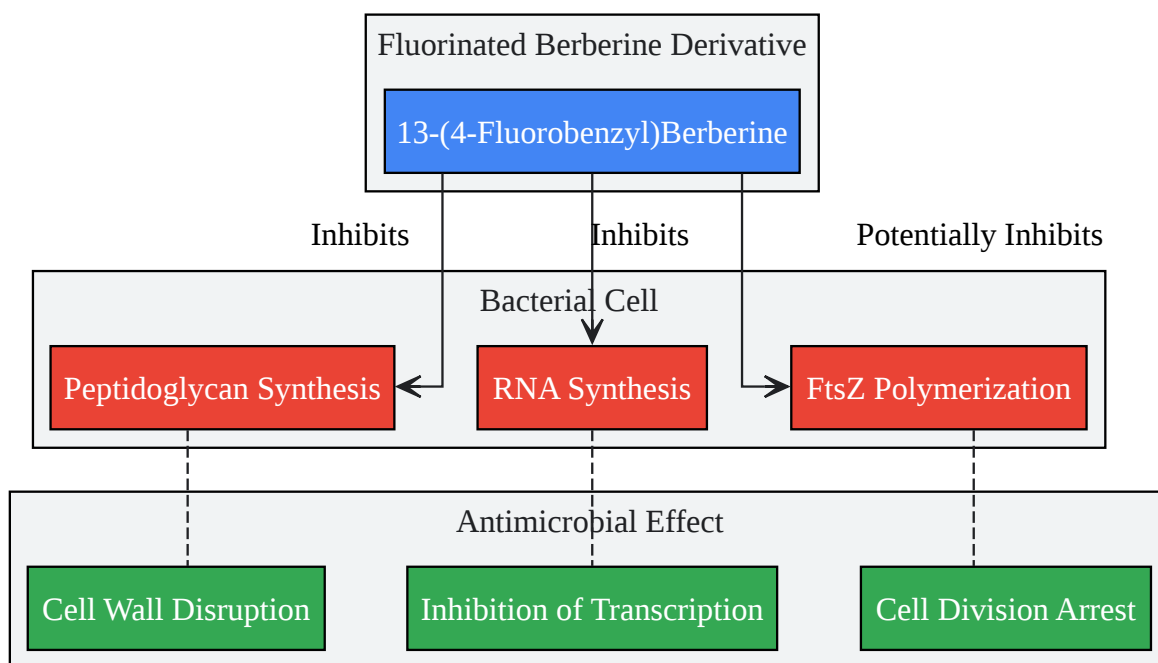 Fluorinated Berberine Derivative
13-(4-Fluorobenzyl)Berberine
Inhibits
Inhibits
Potentially Inhibits
Bacterial Cell
Peptidoglycan Synthesis
RNA Synthesis
FtsZ Polymerization
Antimicrobial Effect
Cell Wall Disruption
Inhibition of Transcription
Cell Division Arrest